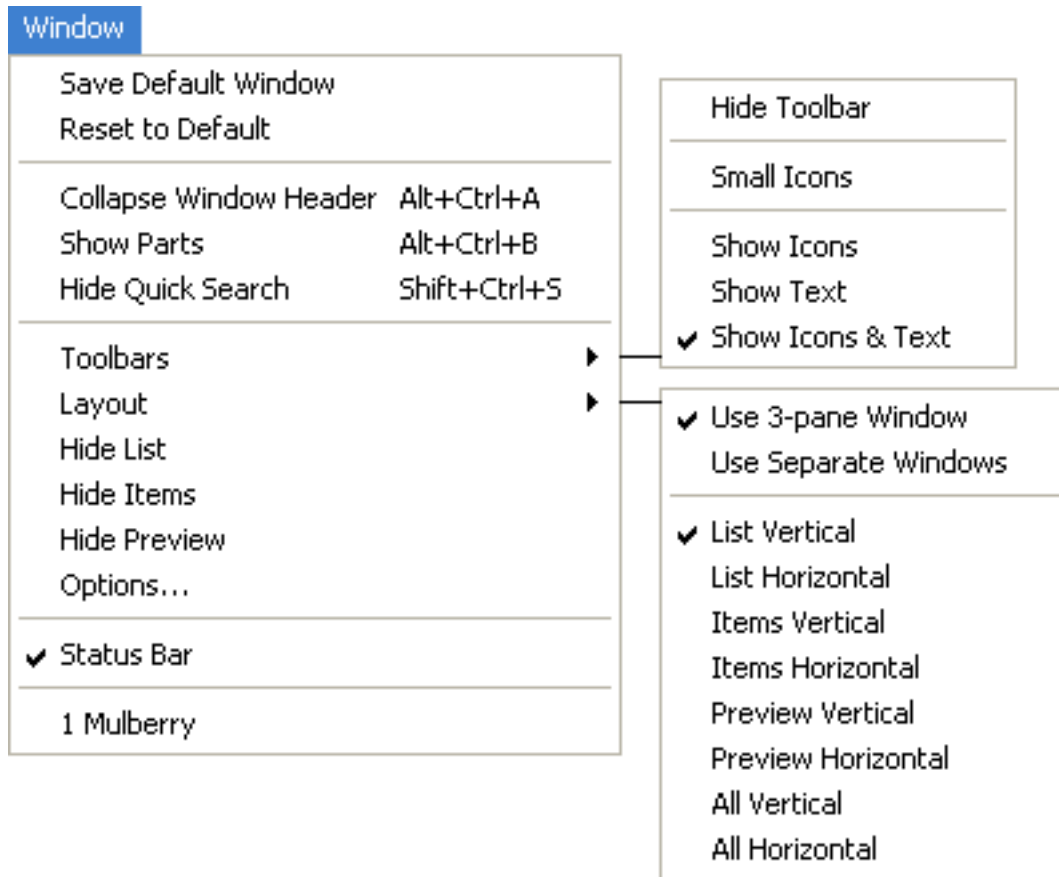 Window
Save Default Window
Reset to Default
Collapse Window Header Alt+Ctrl+A
Show Parts Alt+Ctrl+B
Hide Quick Search Shift+Ctrl+S
Toolbars
Layout
Hide List
Hide Items
Hide Preview
Options...
Status Bar
1 Mulberry
Hide Toolbar
Small Icons
Show Icons
Show Text
Show Icons & Text
Use 3-pane Window
Use Separate Windows
List Vertical
List Horizontal
Items Vertical
Items Horizontal
Preview Vertical
Preview Horizontal
All Vertical
All Horizontal